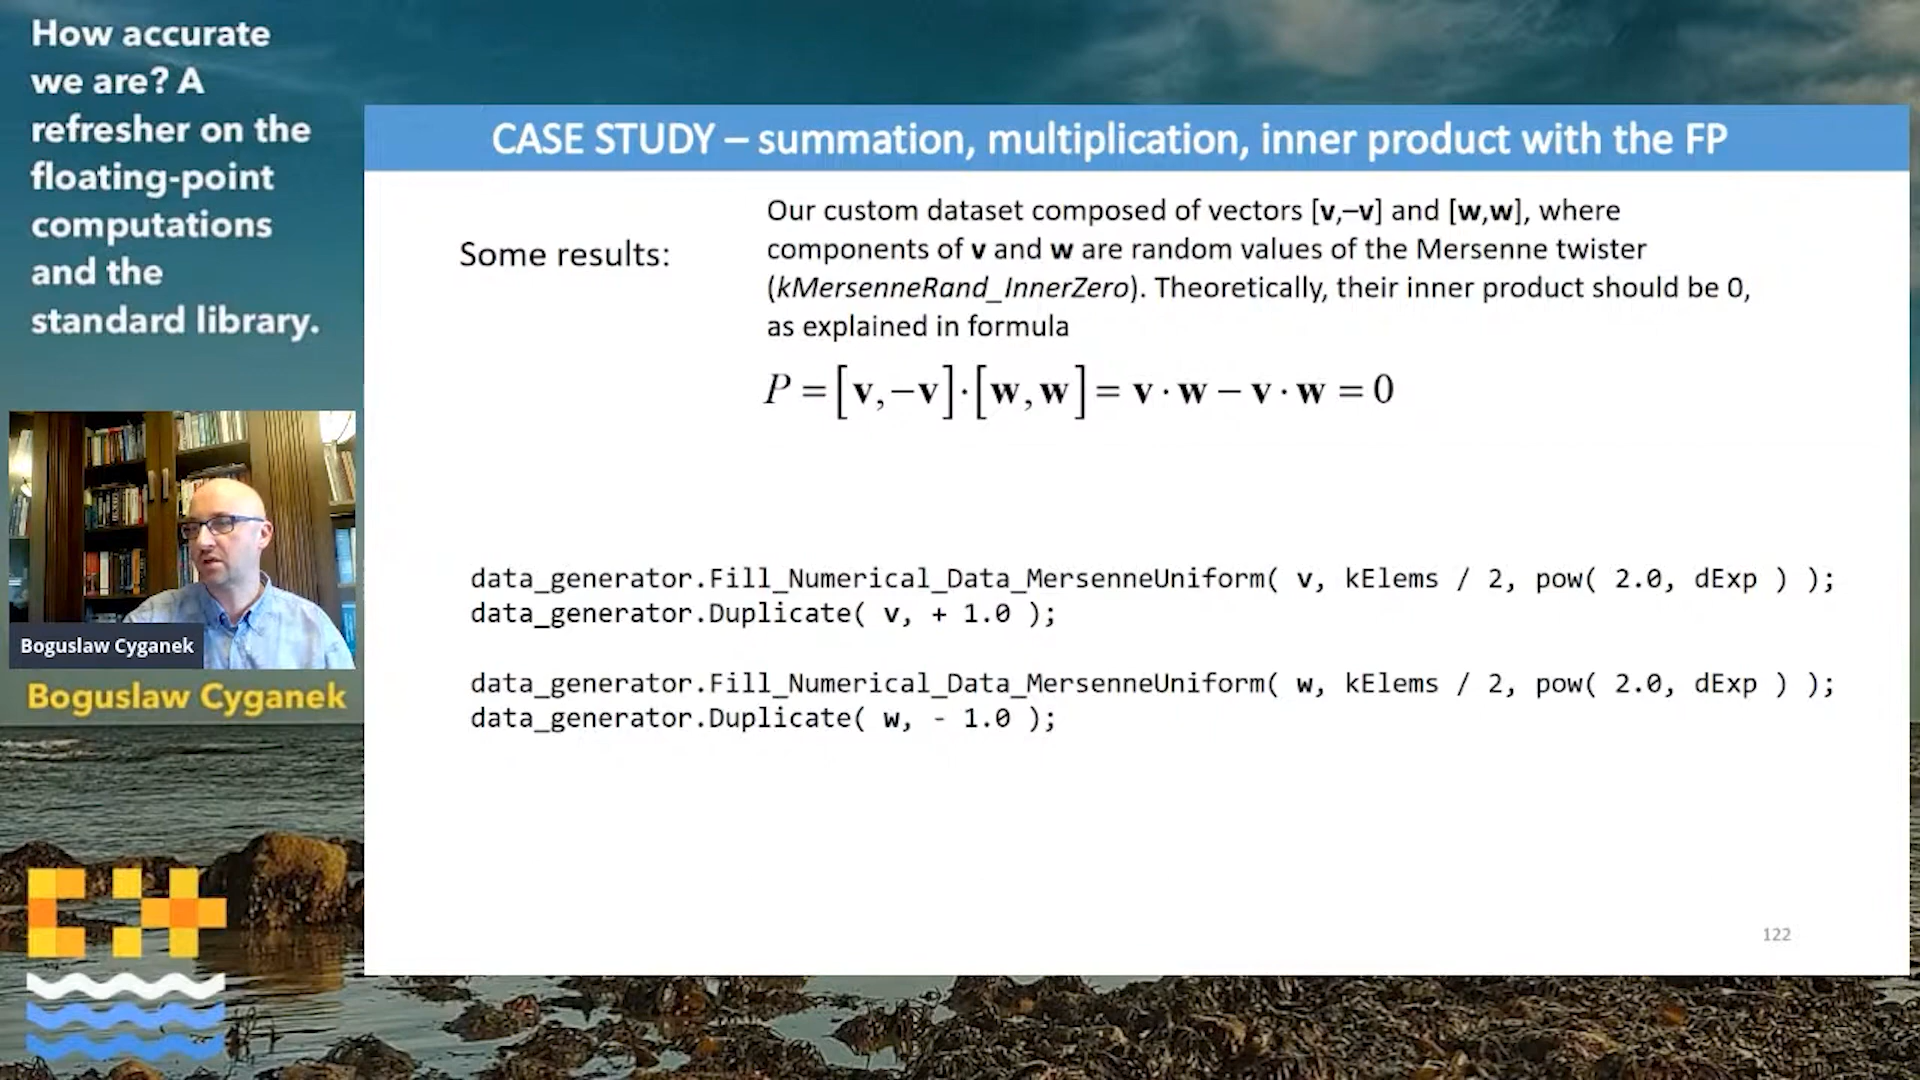 How accurate
we are? A
refresher on the
floating-point
computations
and the
standard library.
Boguslaw Cyganek
Boguslaw Cyganek
CASE STUDY – summation, multiplication, inner product with the FP
Some results:
Our custom dataset composed of vectors [v,–v] and [w,w], where
components of v and w are random values of the Mersenne twister
(kMersenneRand_InnerZero). Theoretically, their inner product should be 0,
as explained in formula
P = [v,−v]·[w,w] = v·w − v·w = 0
data_generator.Fill_Numerical_Data_MersenneUniform( v, kElems / 2, pow( 2.0, dExp ) );
data_generator.Duplicate( v, + 1.0 );
data_generator.Fill_Numerical_Data_MersenneUniform( w, kElems / 2, pow( 2.0, dExp ) );
data_generator.Duplicate( w, - 1.0 );
122